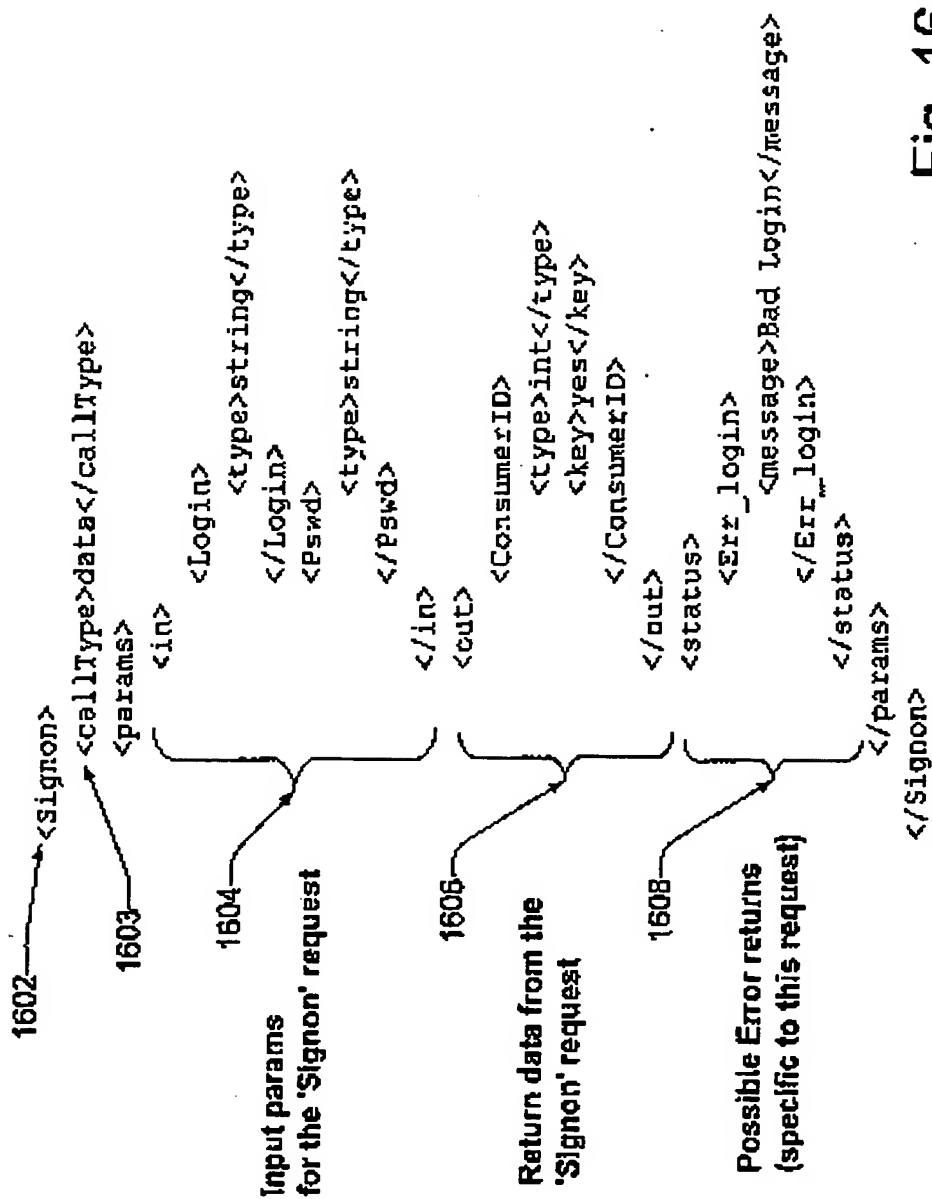 1602
<signon>
1603
<callType>data</callType>
<params>
<in>
1604
Input params
for the 'Signon' request
<Login>
<type>string</type>
</Login>
<Pswd>
<type>string</type>
</Pswd>
</in>
<out>
1606
Return data from the
'Signon' request
<ConsumerID>
<type>int</type>
<key>yes</key>
</ConsumerID>
</out>
<status>
1608
Possible Error returns
(specific to this request)
<Err_login>
<message>Bad Login</message>
</Err_login>
</status>
</params>
</Signon>
Fig. 16